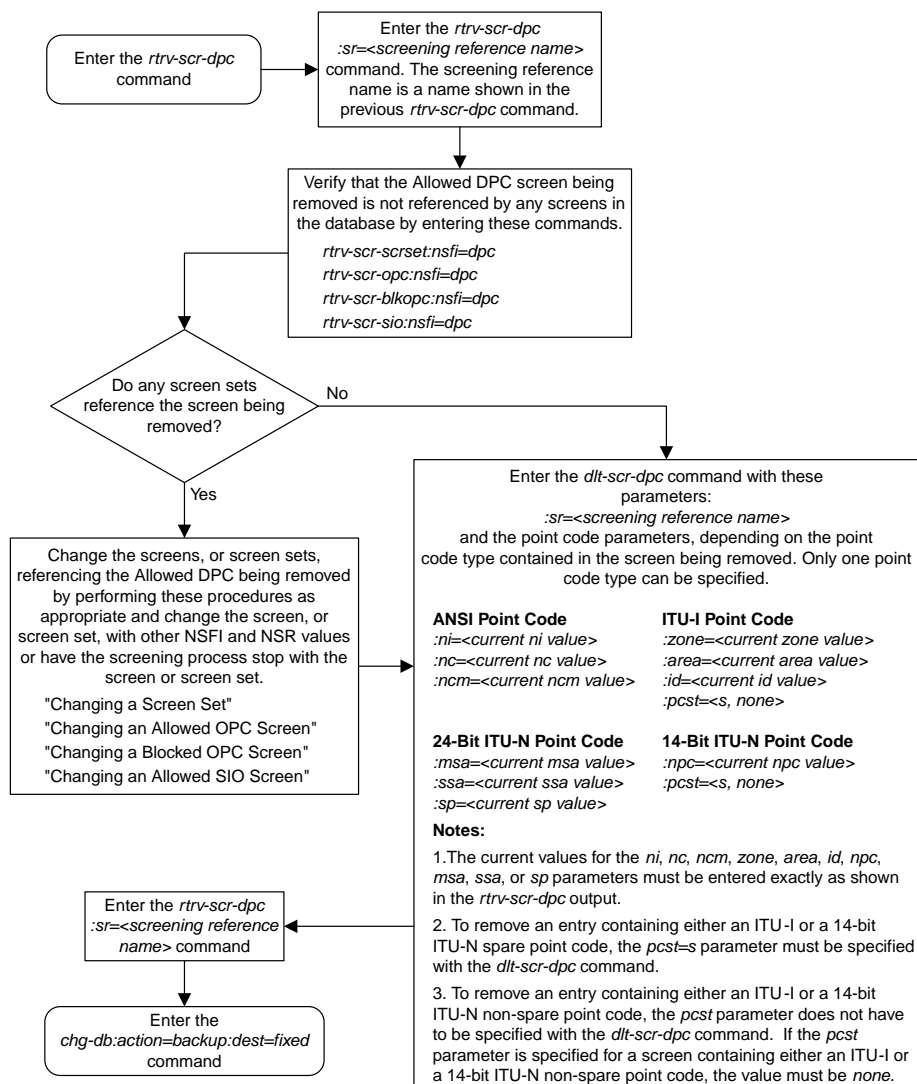 Enter the rtrv-scr-dpc
command
Enter the rtrv-scr-dpc
:sr=<screening reference name>
command. The screening reference
name is a name shown in the
previous rtrv-scr-dpc command.
Verify that the Allowed DPC screen being
removed is not referenced by any screens in
the database by entering these commands.
rtrv-scr-scrset:nsfi=dpc
rtrv-scr-opc:nsfi=dpc
rtrv-scr-blkopc:nsfi=dpc
rtrv-scr-sio:nsfi=dpc
Do any screen sets
reference the screen being
removed?
No
Yes
Change the screens, or screen sets,
referencing the Allowed DPC being removed
by performing these procedures as
appropriate and change the screen, or
screen set, with other NSFI and NSR values
or have the screening process stop with the
screen or screen set.
"Changing a Screen Set"
"Changing an Allowed OPC Screen"
"Changing a Blocked OPC Screen"
"Changing an Allowed SIO Screen"
Enter the dlt-scr-dpc command with these
parameters:
:sr=<screening reference name>
and the point code parameters, depending on the point
code type contained in the screen being removed. Only one point
code type can be specified.
ANSI Point Code
:ni=<current ni value>
:nc=<current nc value>
:ncm=<current ncm value>
ITU-I Point Code
:zone=<current zone value>
:area=<current area value>
:id=<current id value>
:pcst=<s, none>
24-Bit ITU-N Point Code
:msa=<current msa value>
:ssa=<current ssa value>
:sp=<current sp value>
14-Bit ITU-N Point Code
:npc=<current npc value>
:pcst=<s, none>
Notes:
1.The current values for the ni, nc, ncm, zone, area, id, npc,
msa, ssa, or sp parameters must be entered exactly as shown
in the rtrv-scr-dpc output.
2. To remove an entry containing either an ITU-I or a 14-bit
ITU-N spare point code, the pcst=s parameter must be specified
with the dlt-scr-dpc command.
3. To remove an entry containing either an ITU-I or a 14-bit
ITU-N non-spare point code, the pcst parameter does not have
to be specified with the dlt-scr-dpc command. If the pcst
parameter is specified for a screen containing either an ITU-I or
a 14-bit ITU-N non-spare point code, the value must be none.
Enter the rtrv-scr-dpc
:sr=<screening reference
name> command
Enter the
chg-db:action=backup:dest=fixed
command